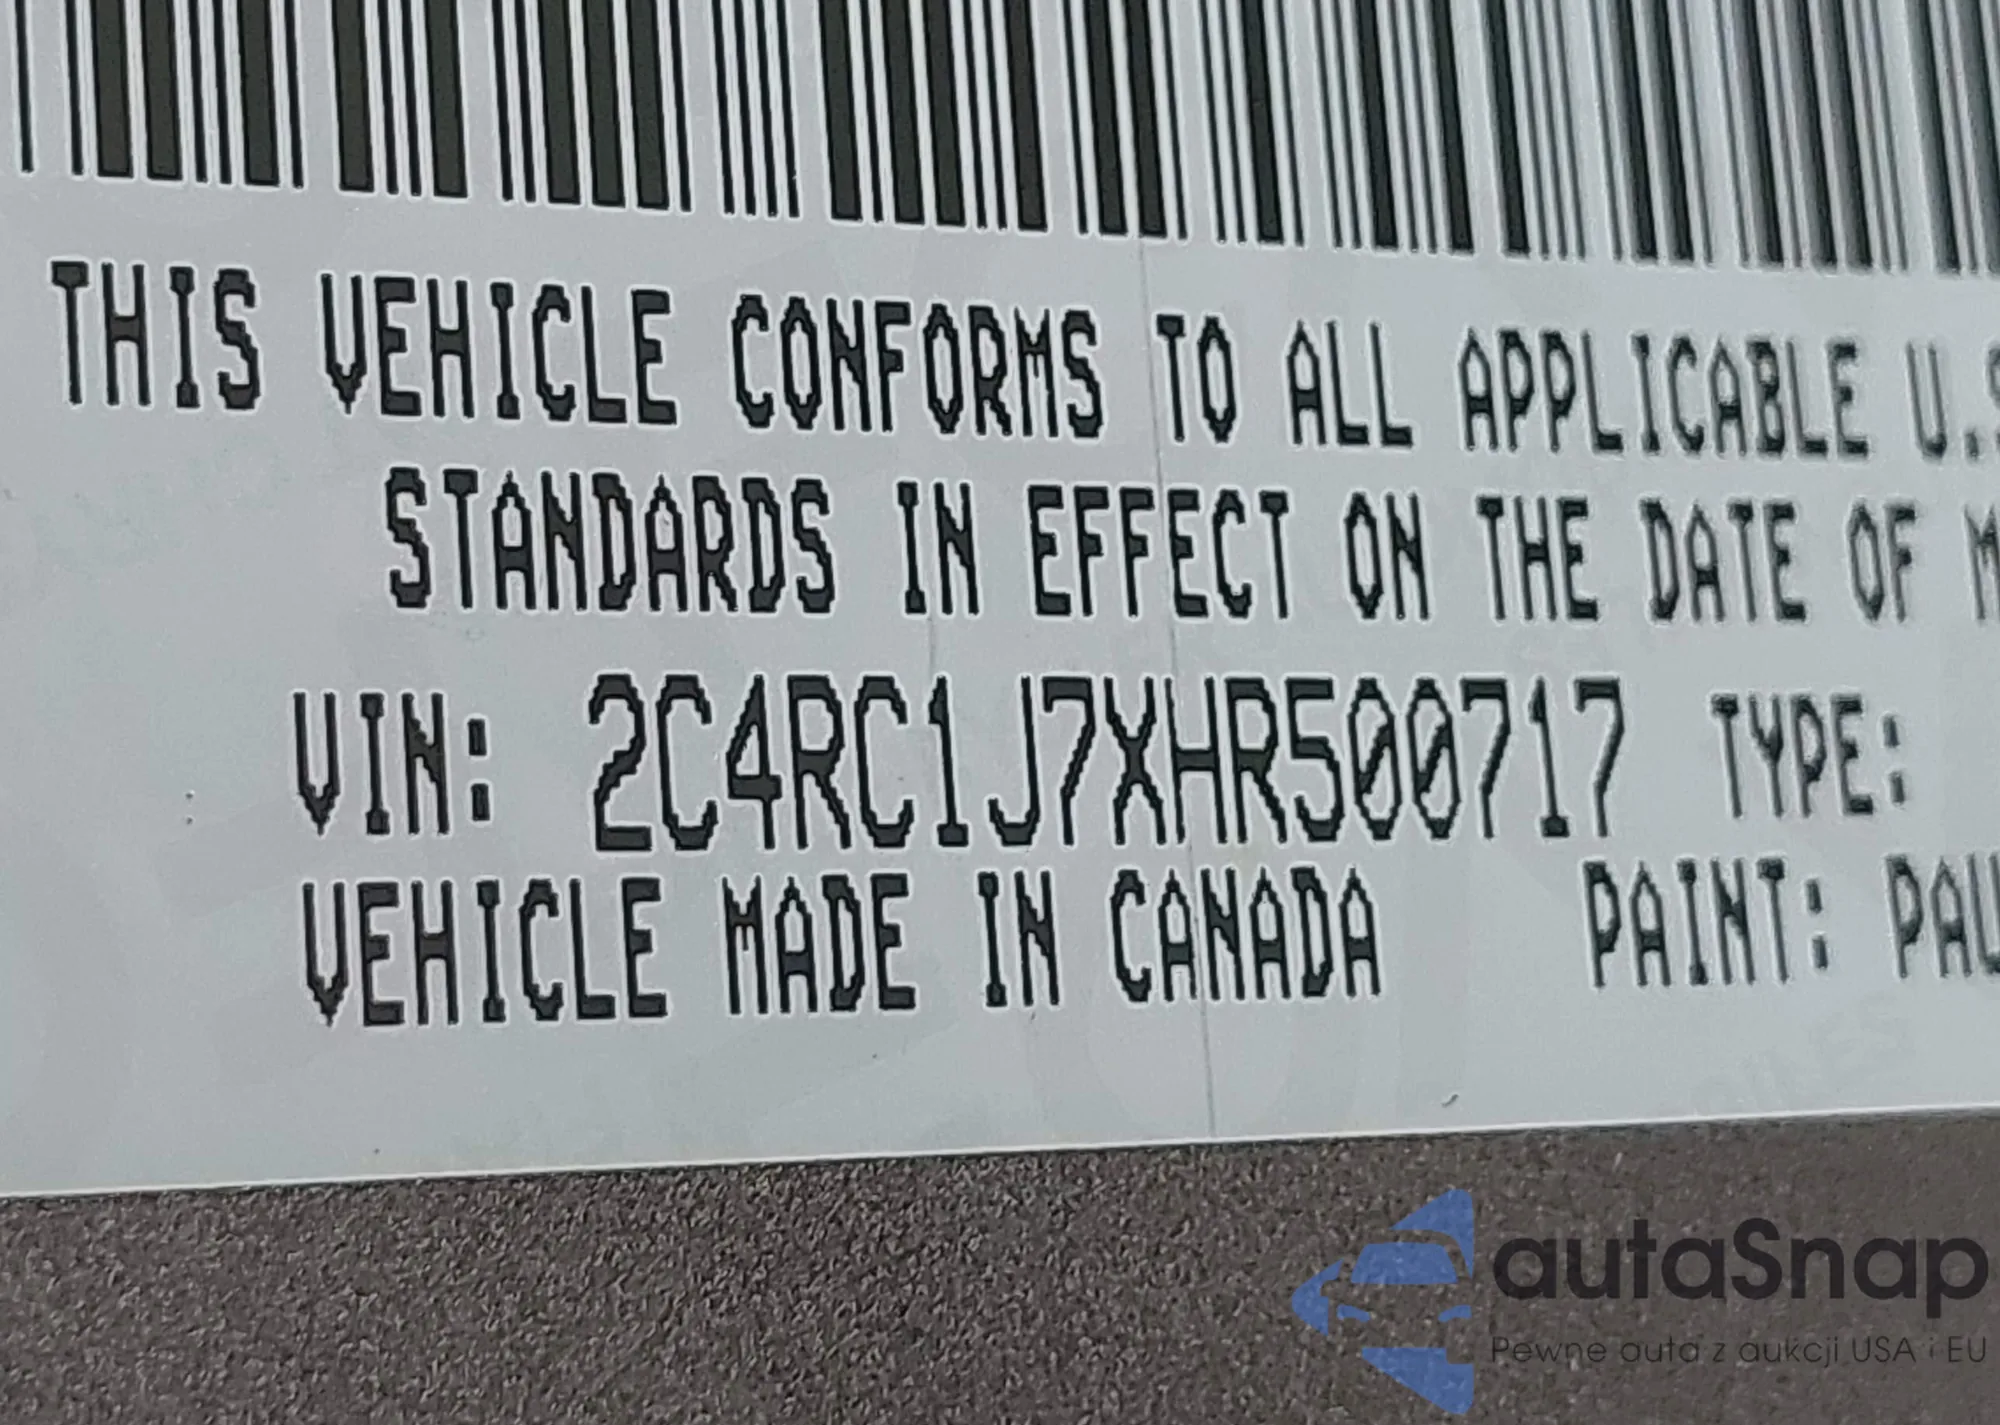 THIS VEHICLE CONFORMS TO ALL APPLICABLE U.S
STANDARDS IN EFFECT ON THE DATE OF M
VIN: 2C4RC1J7XHR500717 TYPE:
VEHICLE MADE IN CANADA PAINT: PAU
autaSnap
Pewne auta z aukcji USA i EU